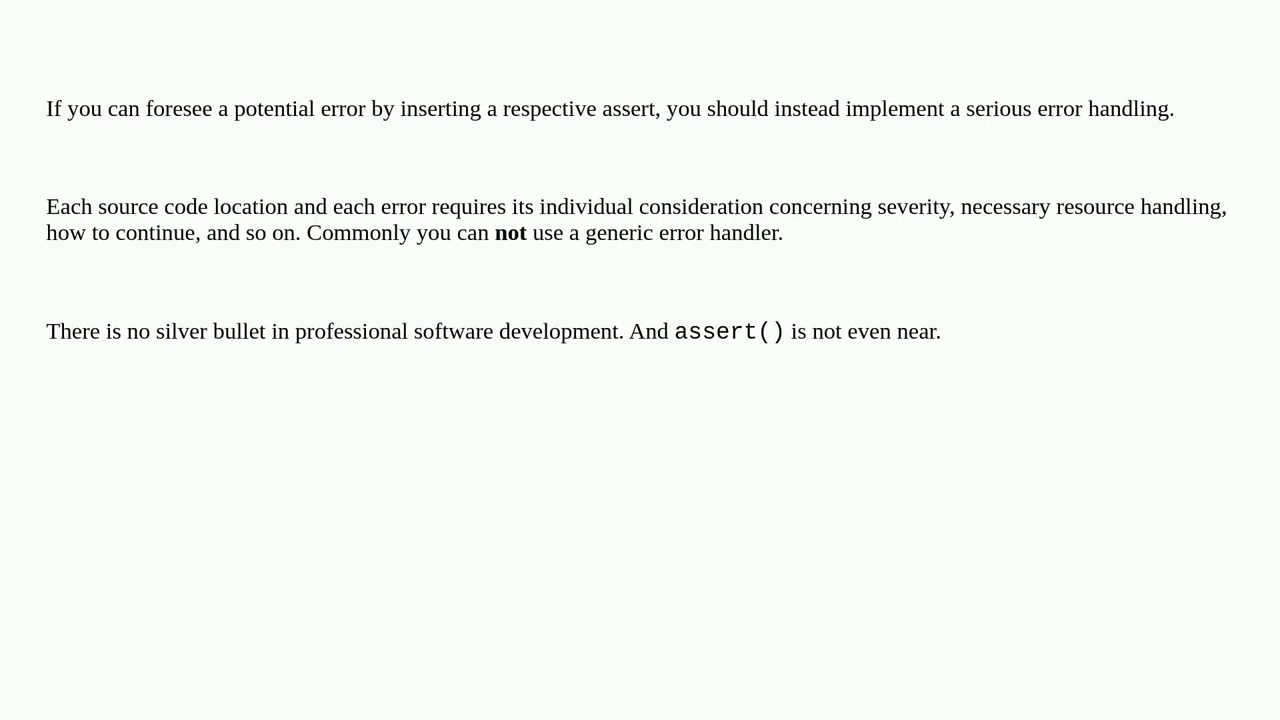 If you can foresee a potential error by inserting a respective assert, you should instead implement a serious error handling.
Each source code location and each error requires its individual consideration concerning severity, necessary resource handling,
how to continue, and so on. Commonly you can not use a generic error handler.
There is no silver bullet in professional software development. And assert() is not even near.